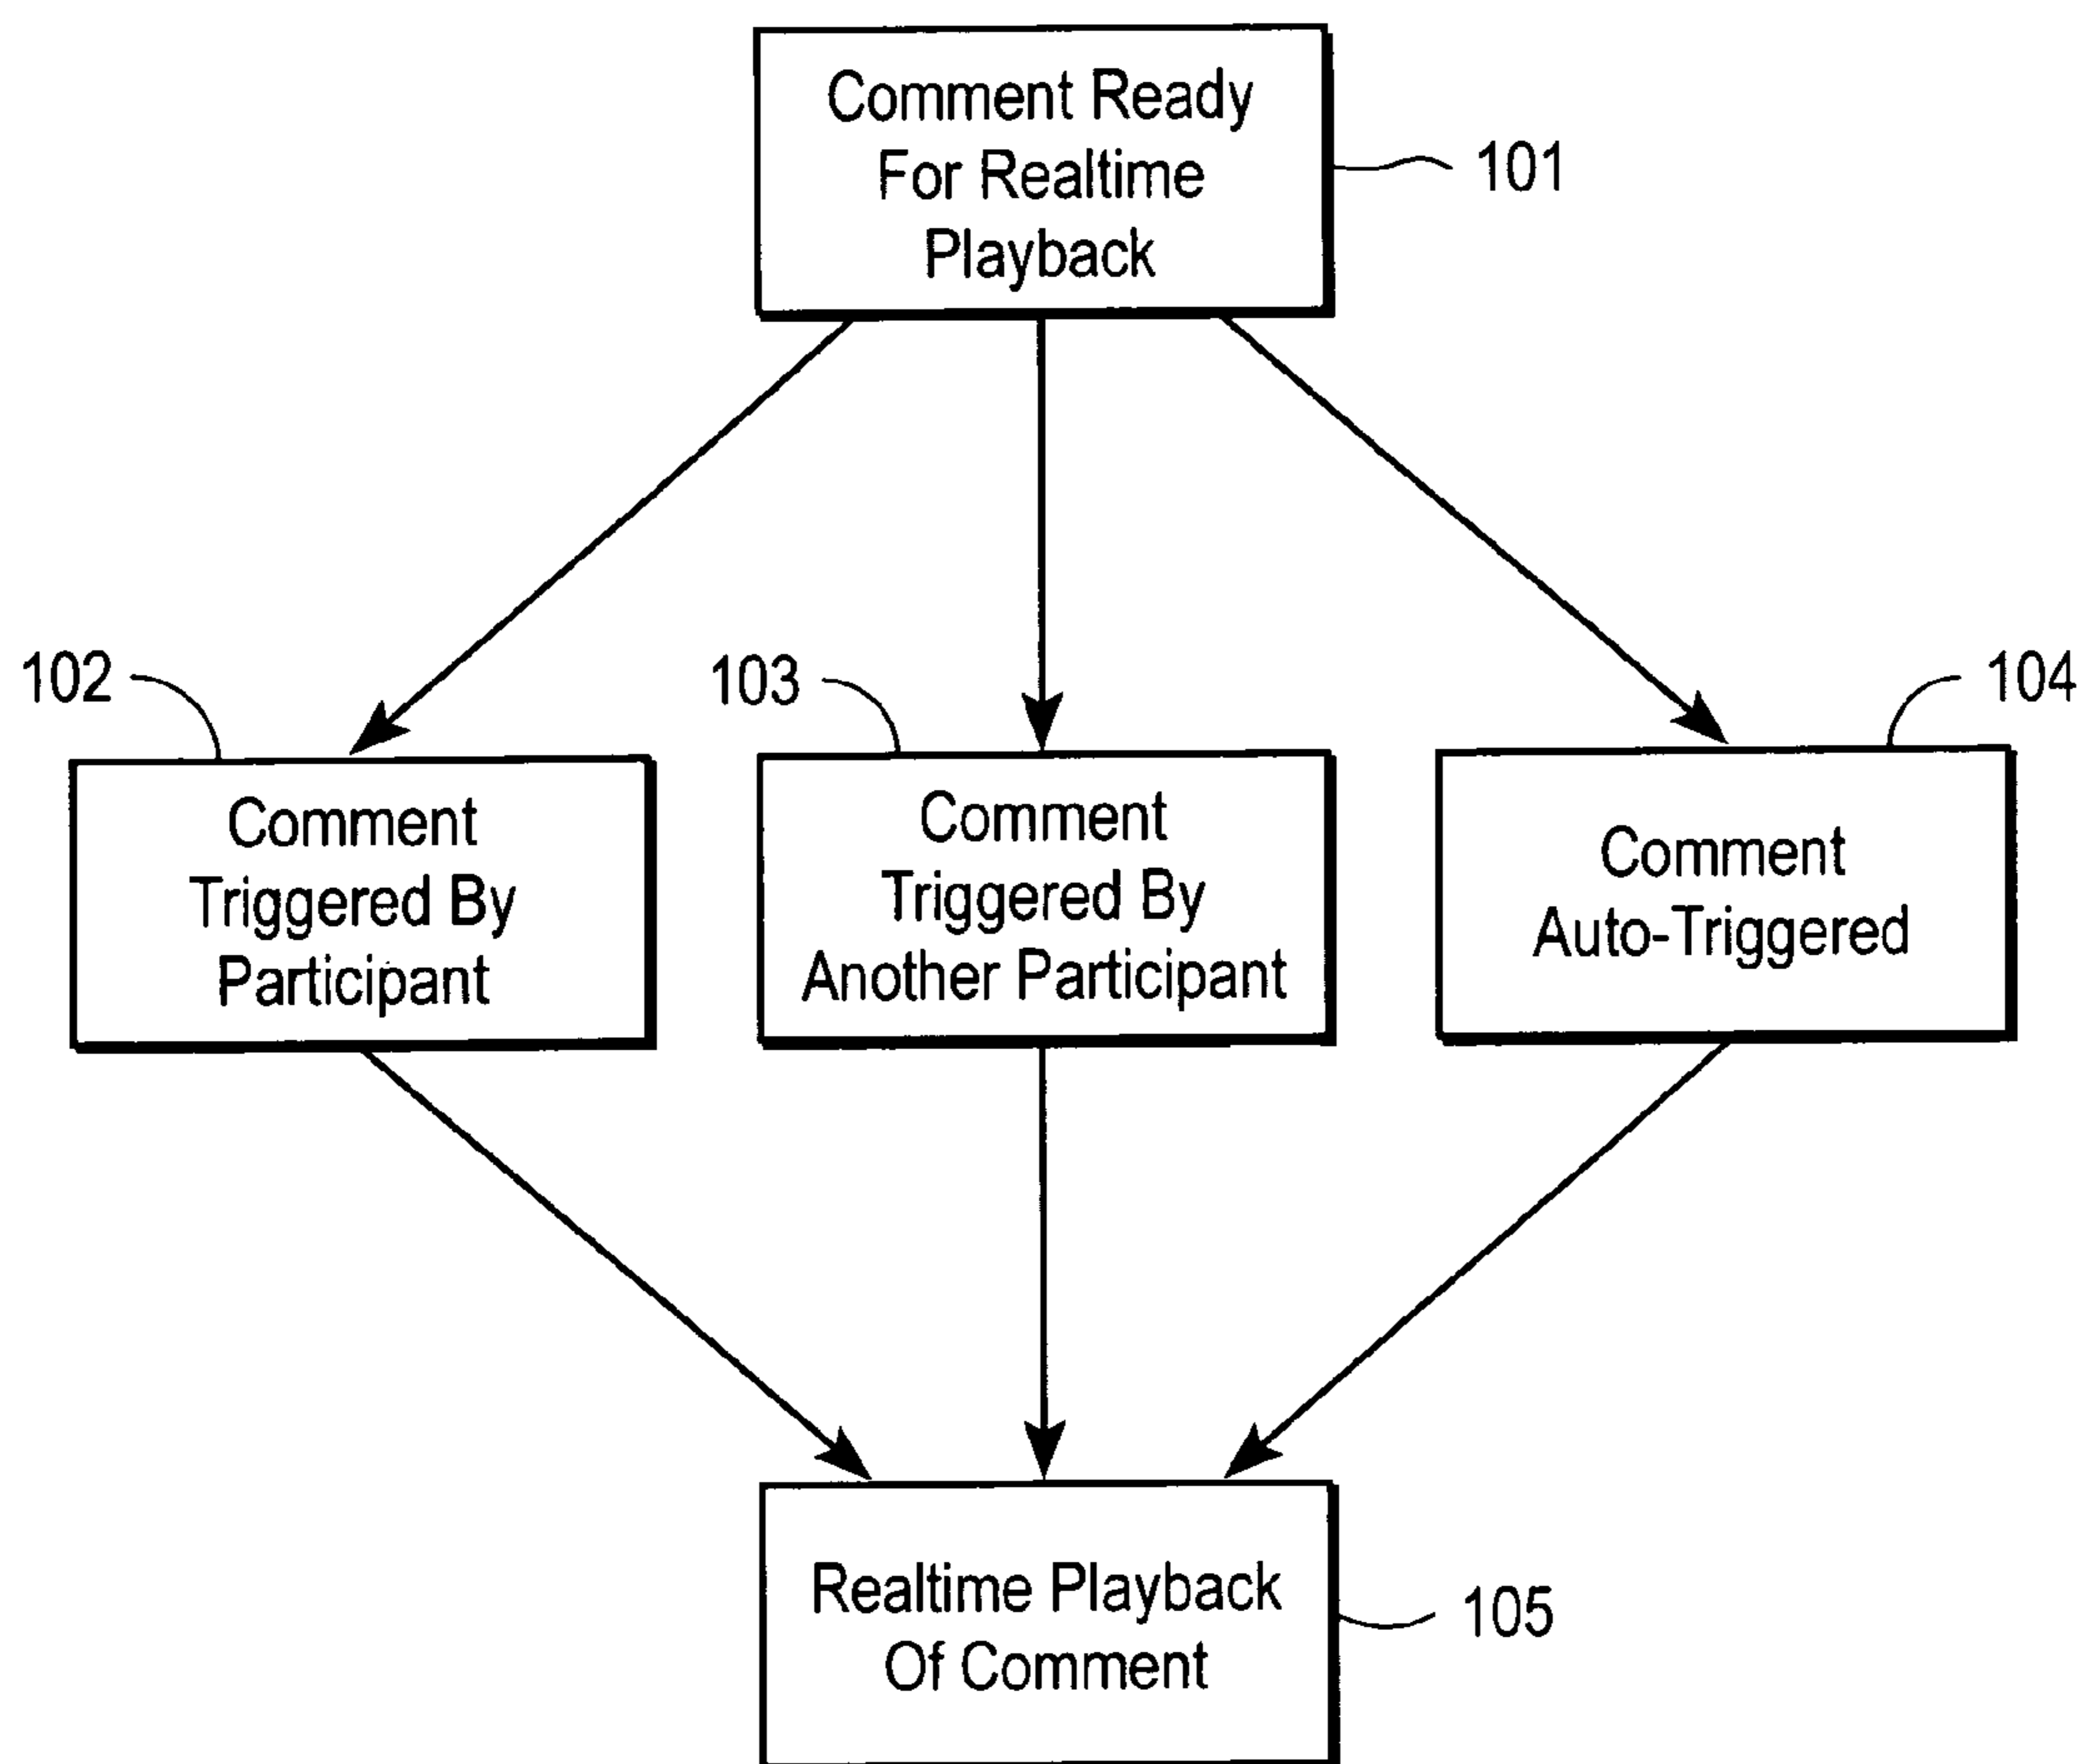 Comment Ready
For Realtime
Playback
101
102
103
104
Comment
Triggered By
Participant
Comment
Triggered By
Another Participant
Comment
Auto-Triggered
Realtime Playback
Of Comment
105